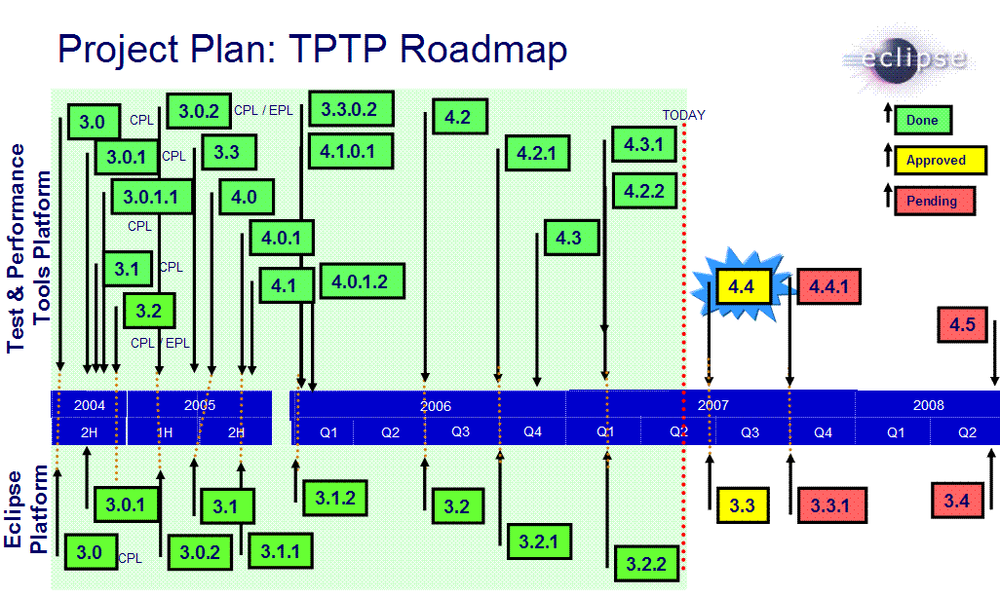 Project Plan: TPTP Roadmap
eclipse
Done
Approved
Pending
TODAY
Test & Performance
Tools Platform
3.0
CPL
3.0.1
CPL
3.0.1.1
CPL
3.1
CPL
3.2
CPL / EPL
3.0.2
CPL / EPL
3.3
4.0
4.0.1
4.1
3.3.0.2
4.1.0.1
4.0.1.2
4.2
4.2.1
4.3
4.3.1
4.2.2
4.4
4.4.1
4.5
2004
2005
2006
2007
2008
2H
1H
2H
Q1
Q2
Q3
Q4
Q1
Q2
Q3
Q4
Q1
Q2
Eclipse
Platform
3.0
CPL
3.0.1
3.0.2
3.1
3.1.1
3.1.2
3.2
3.2.1
3.2.2
3.3
3.3.1
3.4